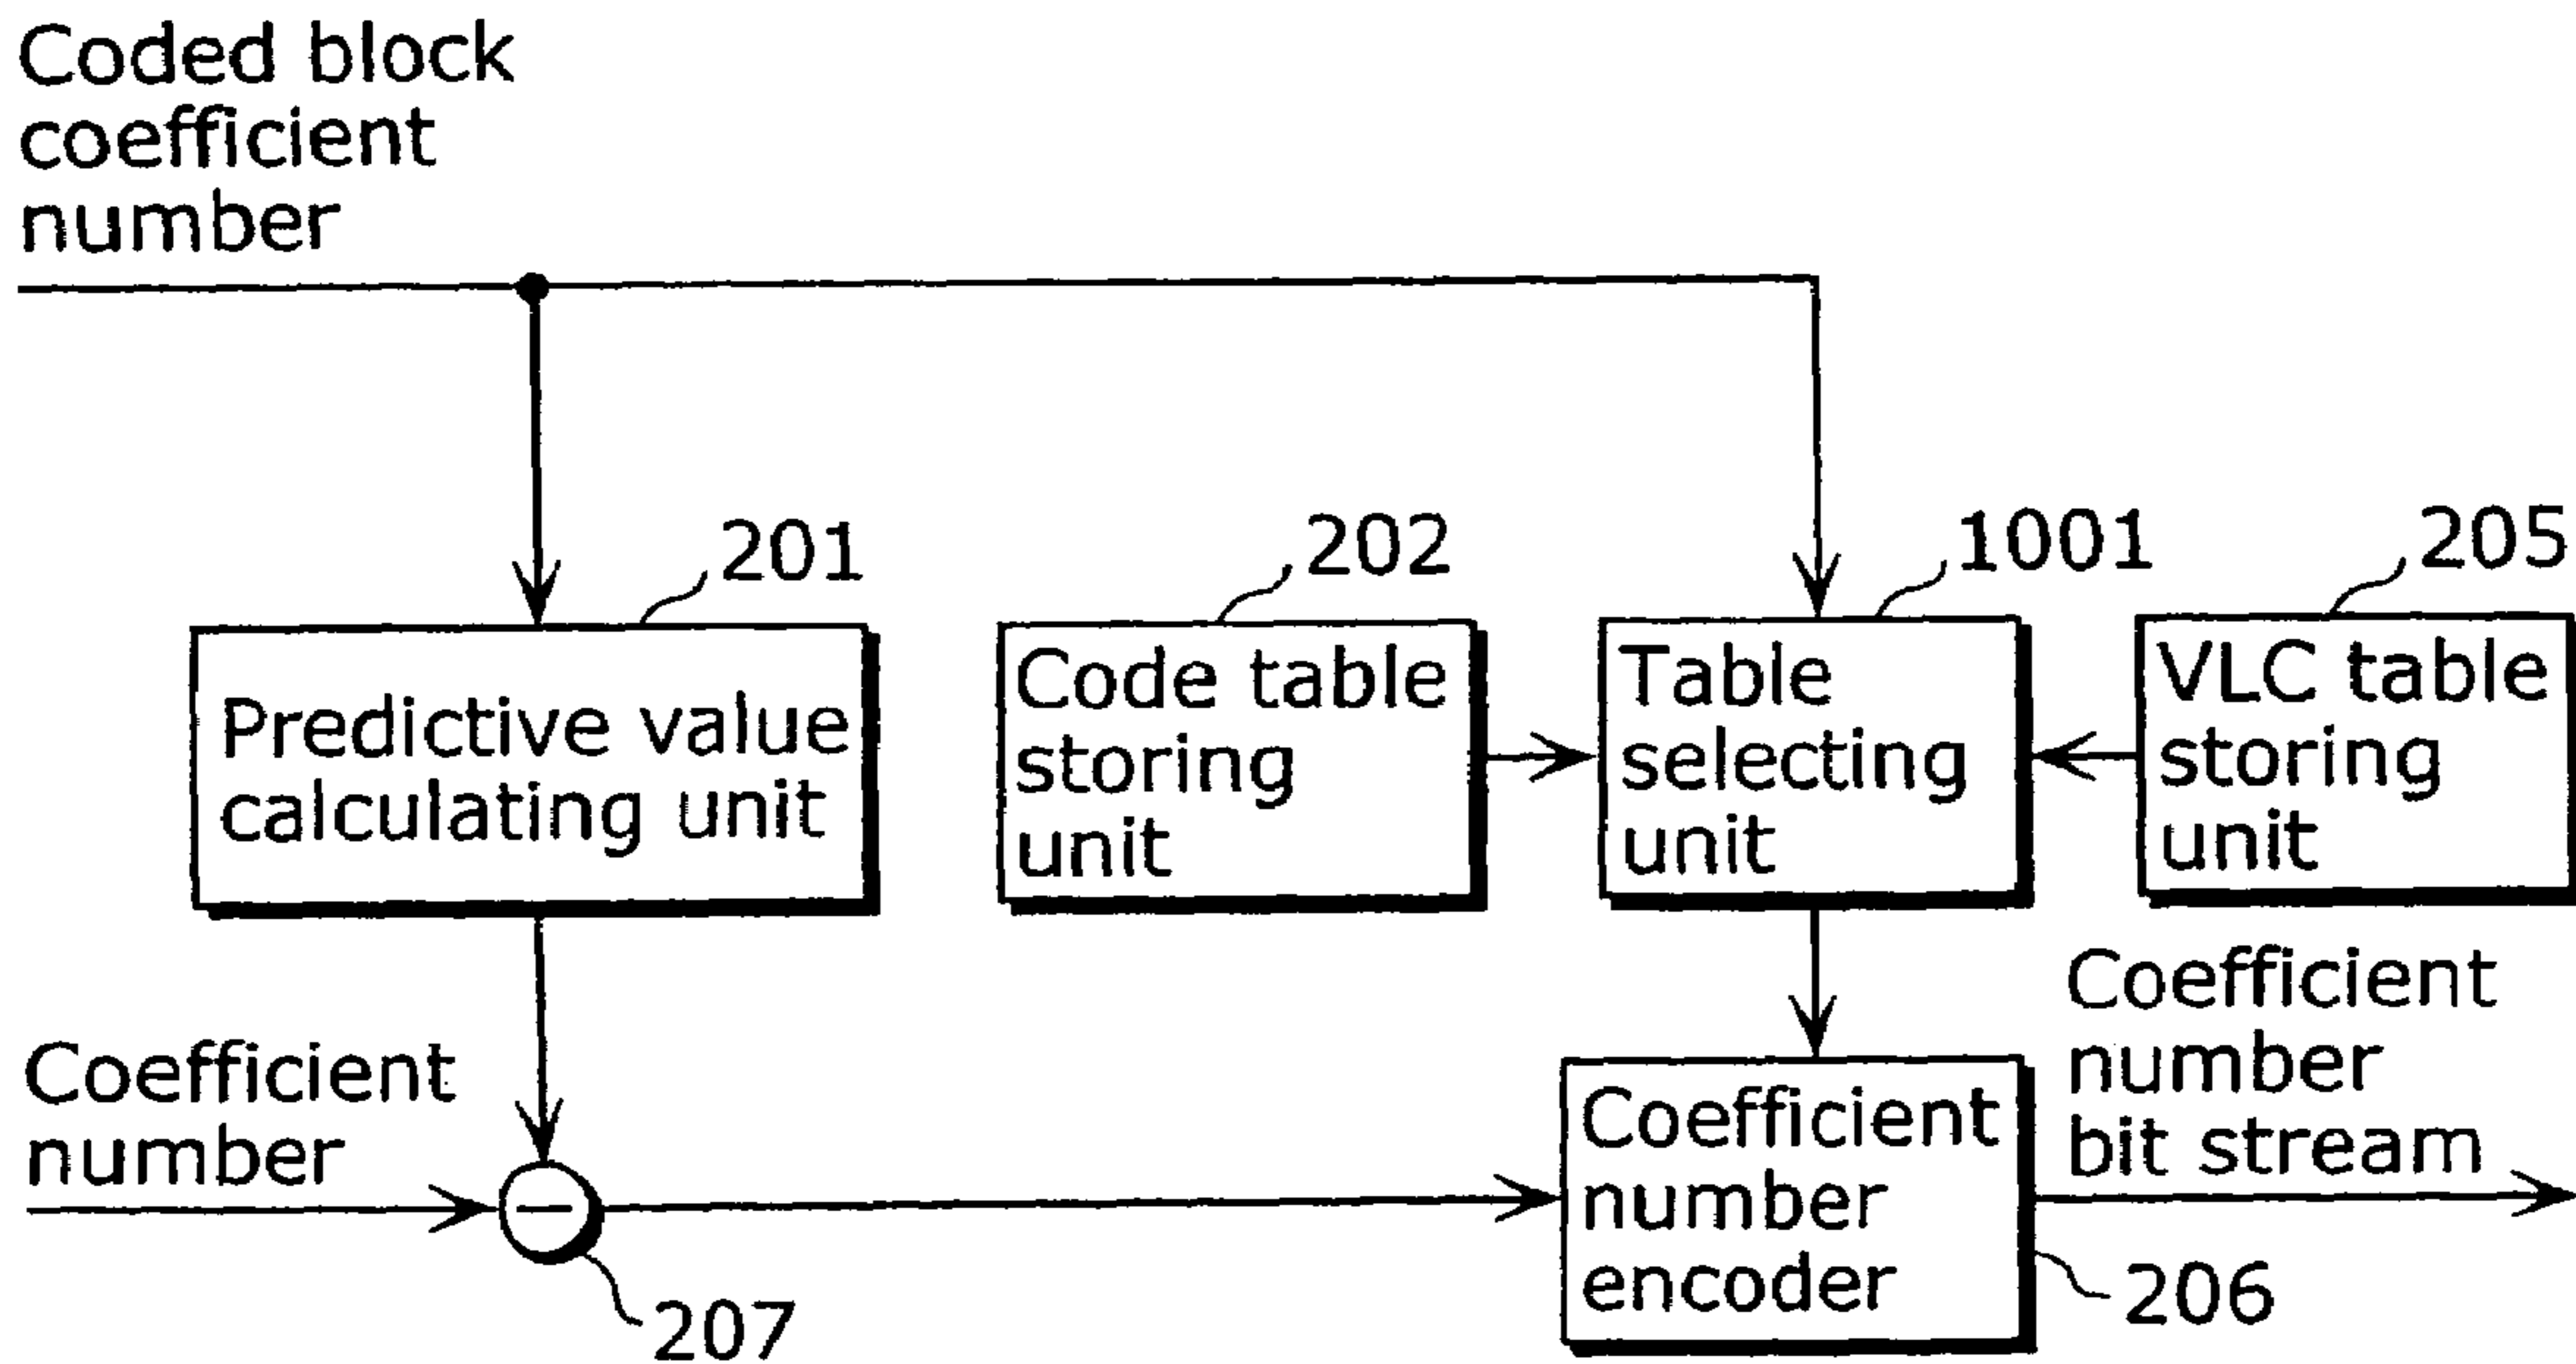 Coded block
coefficient
number
201
202
1001
205
Predictive value
calculating unit
Code table
storing
unit
Table
selecting
unit
VLC table
storing
unit
Coefficient
number
207
Coefficient
number
encoder
206
Coefficient
number
bit stream